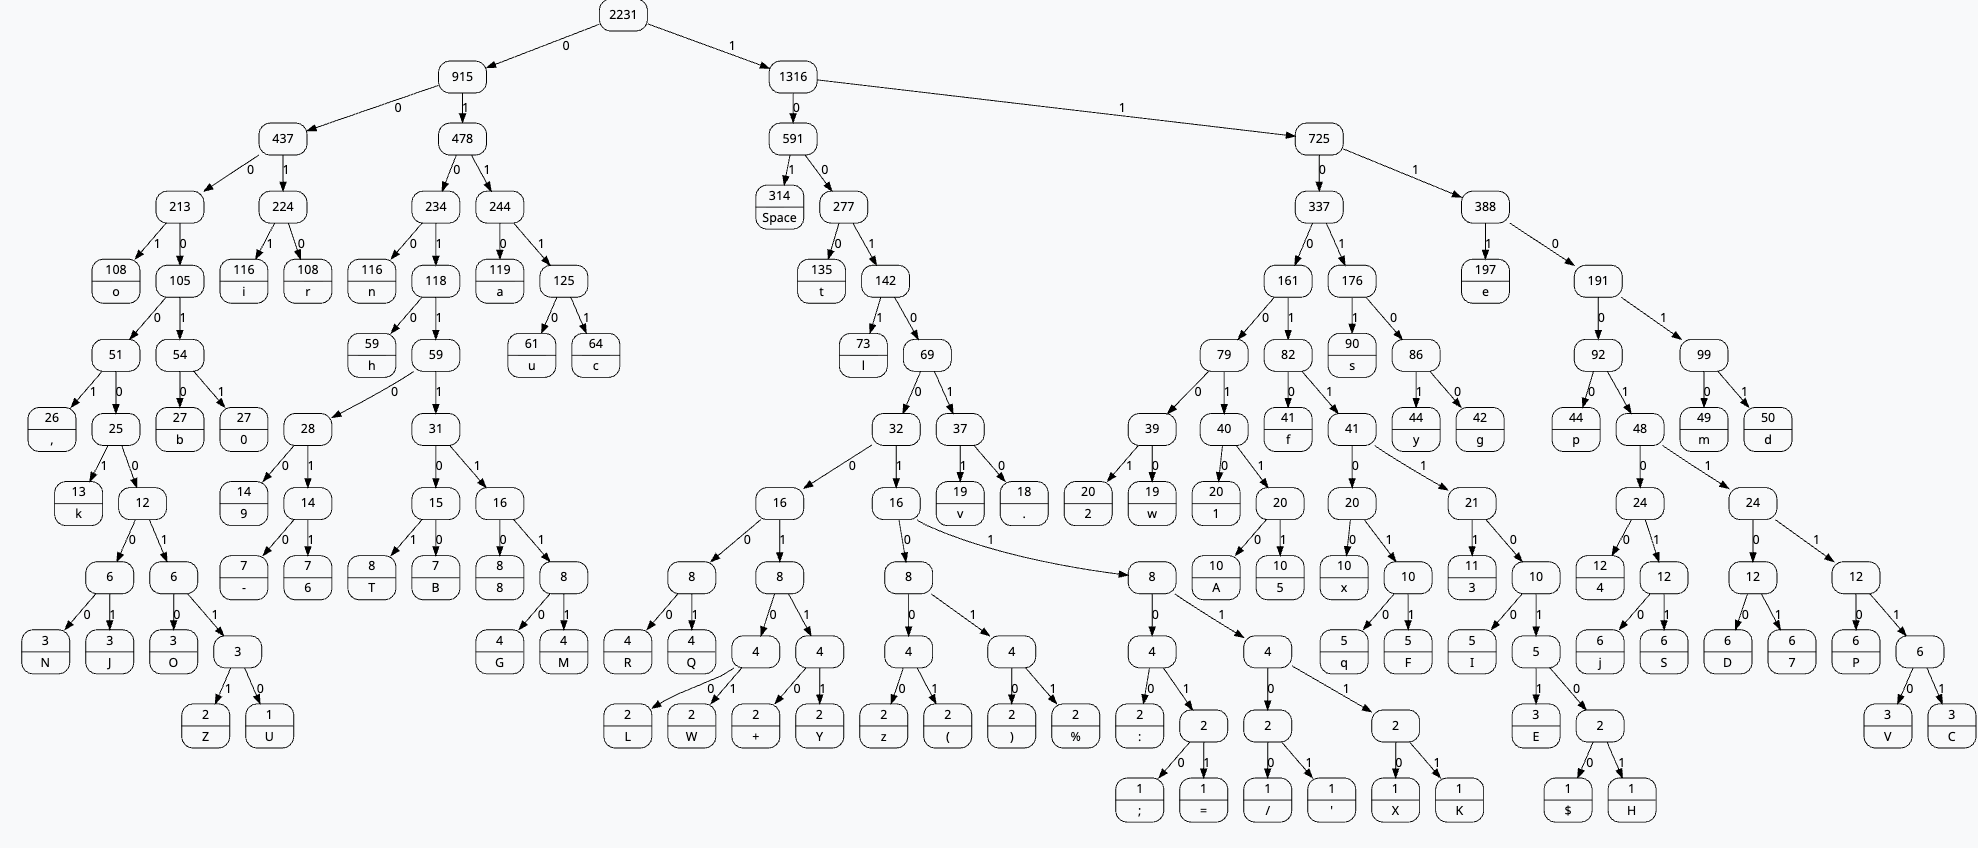 2231
0 1
915 1316
0 1 0 1
437 478 591 725
0 1 0 1 1 0 0 1
213 224 234 244 314 Space 277 337 388
1 0 1 0 0 1 0 1 0 1 0 1 1 0
108 o 105 116 i 108 r 116 n 118 119 a 125 135 t 142 161 176 197 e 191
0 1 0 1 0 1 1 0 0 1 1 0 0 1
51 54 59 h 59 61 u 64 c 73 l 69 79 82 90 s 86 92 99
1 0 0 1 0 1 0 1 0 1 0 1 1 0 0 1 0 1
26 , 25 27 b 27 0 28 31 32 37 39 40 41 f 41 44 y 42 g 44 p 48 49 m 50 d
1 0 0 1 0 1 0 1 1 0 1 0 0 1 0 1 0 1
13 k 12 14 9 14 15 16 16 16 19 v 18 . 20 2 19 w 20 1 20 20 21 24 24
0 1 0 1 1 0 0 1 0 1 0 1 0 1 0 1 1 0 0 1 0 1
6 6 7 - 7 6 8 T 7 B 8 8 8 8 8 8 8 10 A 10 5 10 x 10 11 3 10 12 4 12 12 12
0 1 0 1 0 1 0 1 0 1 0 1 0 1 0 1 0 1 0 1 0 1 0 1
3 N 3 J 3 O 3 4 G 4 M 4 R 4 Q 4 4 4 4 4 4 5 q 5 F 5 I 5 6 j 6 S 6 D 6 7 6 P 6
1 0 0 1 0 1 0 1 0 1 0 1 0 1 1 0 0 1
2 Z 1 U 2 L 2 W 2 + 2 Y 2 z 2 ( 2 ) 2 % 2 : 2 2 2 3 E 2 3 V 3 C
0 1 0 1 0 1 0 1
1 ; 1 = 1 / 1 ' 1 X 1 K 1 $ 1 H